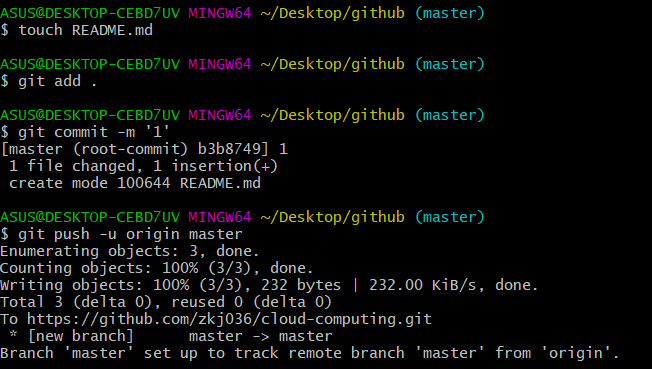 ASUS@DESKTOP-CEBD7UV MINGW64 ~/Desktop/github (master)
$ touch README.md
ASUS@DESKTOP-CEBD7UV MINGW64 ~/Desktop/github (master)
$ git add .
ASUS@DESKTOP-CEBD7UV MINGW64 ~/Desktop/github (master)
$ git commit -m '1'
[master (root-commit) b3b8749] 1
 1 file changed, 1 insertion(+)
 create mode 100644 README.md
ASUS@DESKTOP-CEBD7UV MINGW64 ~/Desktop/github (master)
$ git push -u origin master
Enumerating objects: 3, done.
Counting objects: 100% (3/3), done.
Writing objects: 100% (3/3), 232 bytes | 232.00 KiB/s, done.
Total 3 (delta 0), reused 0 (delta 0)
To https://github.com/zkj036/cloud-computing.git
 * [new branch]      master -> master
Branch 'master' set up to track remote branch 'master' from 'origin'.